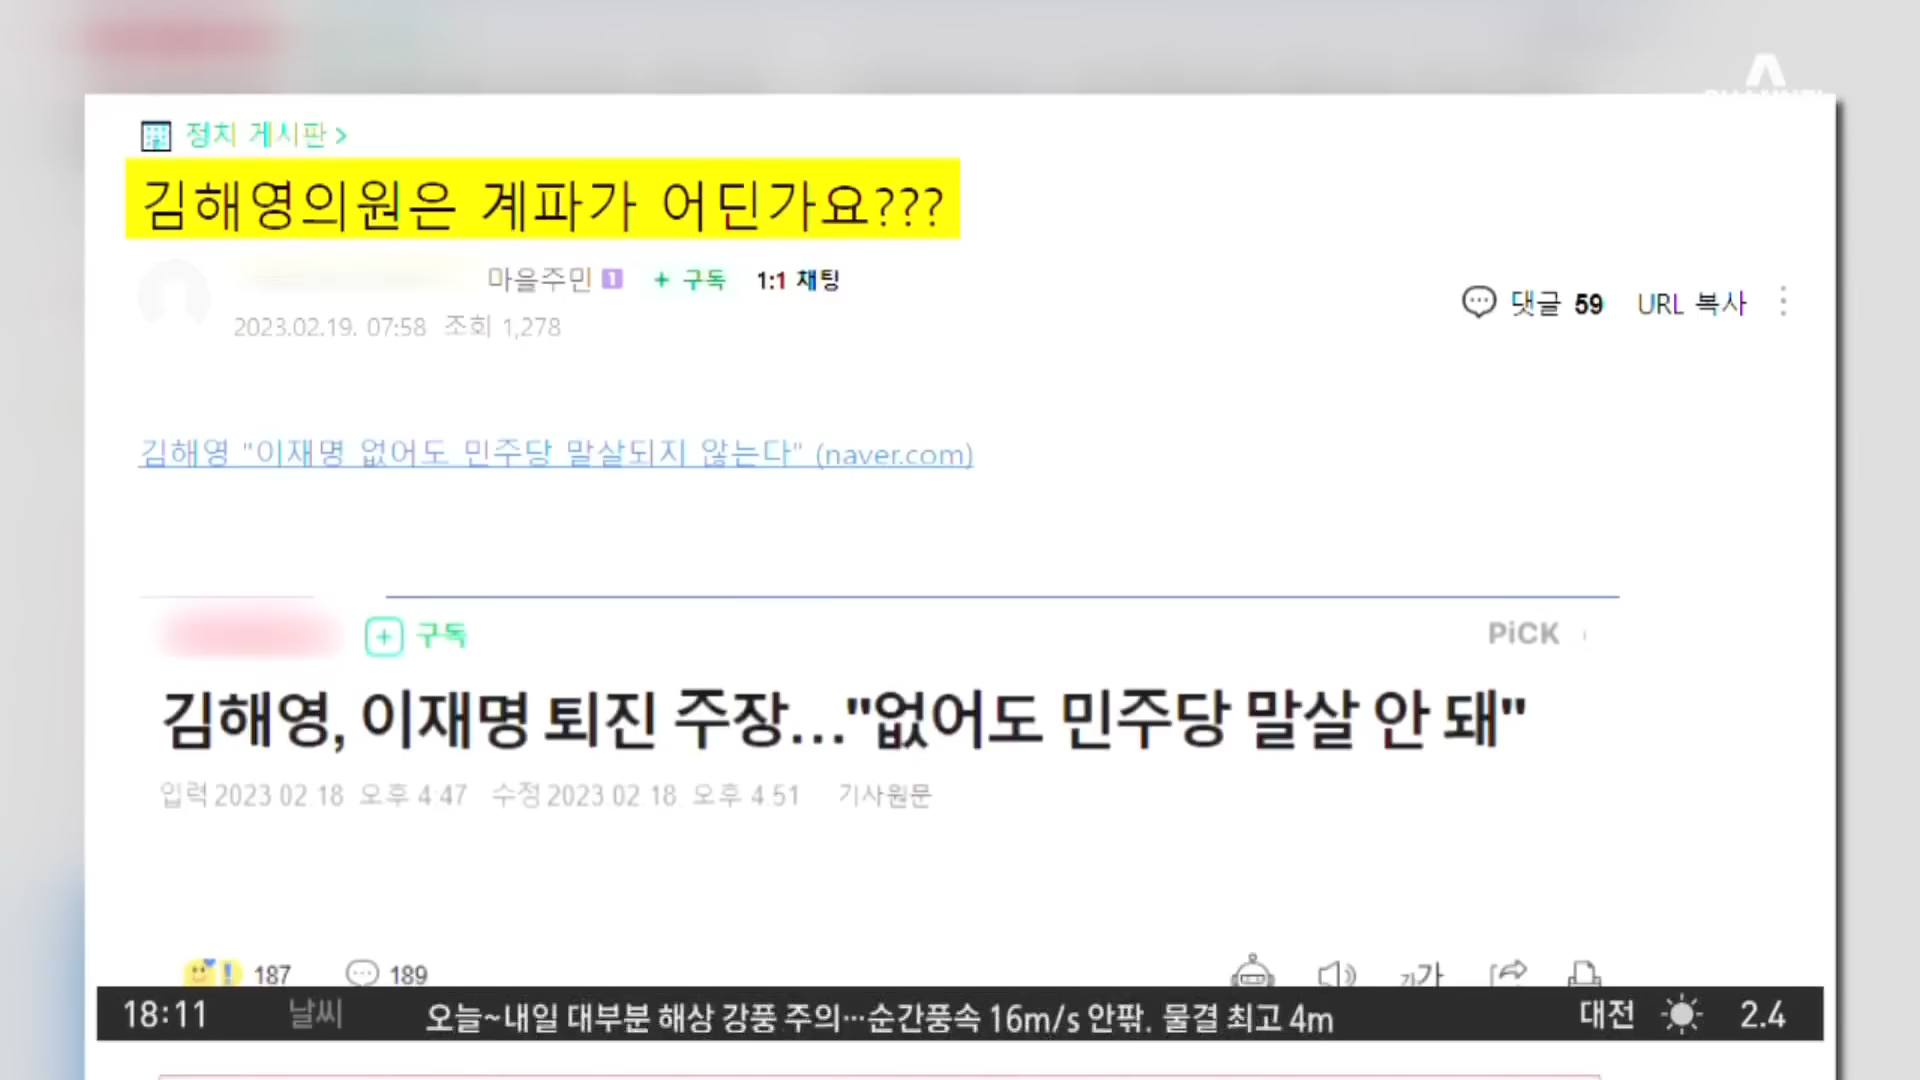 정치 게시판 >
김해영의원은 계파가 어딘가요???
마을주민 1 + 구독 1:1 채팅
2023.02.19. 07:58 조회 1,278
댓글 59 URL 복사
김해영 "이재명 없어도 민주당 말살되지 않는다" (naver.com)
+ 구독
PiCK
김해영, 이재명 퇴진 주장..."없어도 민주당 말살 안 돼"
입력 2023 02 18 오후 4:47 수정 2023 02 18 오후 4 51 기사원문
187 189
가가
18:11 날씨 오늘~내일 대부분 해상 강풍 주의…순간풍속 16m/s 안팎. 물결 최고 4m 대전 2.4